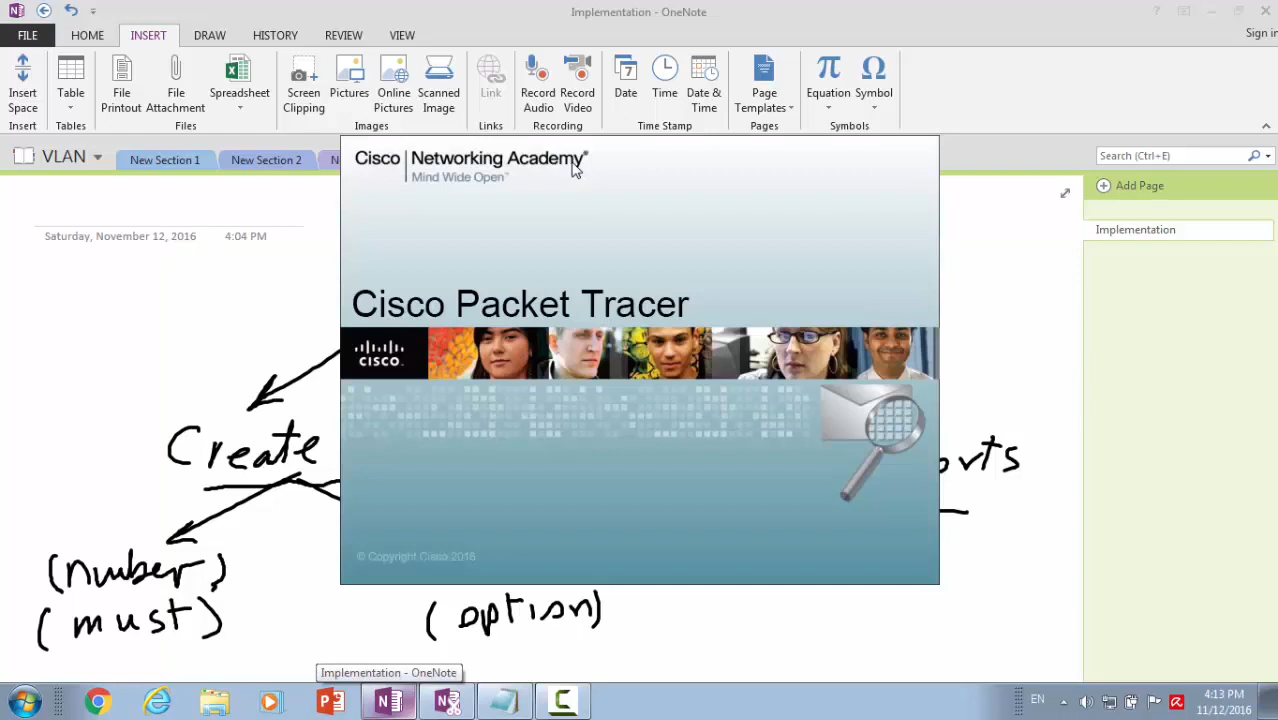 Implementation - OneNote
FILE HOME INSERT DRAW HISTORY REVIEW VIEW
Sign in
Insert Space Table File Printout File Attachment Spreadsheet Screen Clipping Pictures Online Pictures Scanned Image Link Record Audio Record Video Date Time Date & Time Page Templates Equation Symbol
Insert Tables Files Images Links Recording Time Stamp Pages Symbols
VLAN New Section 1 New Section 2 N
Search (Ctrl+E)
Cisco Networking Academy®
Mind Wide Open™
Add Page
Saturday, November 12, 2016 4:04 PM
Implementation
Cisco Packet Tracer
CISCO.
Create
orts
© Copyright Cisco
(number)
(must)
(option)
Implementation - OneNote
EN
4:13 PM
11/12/2016